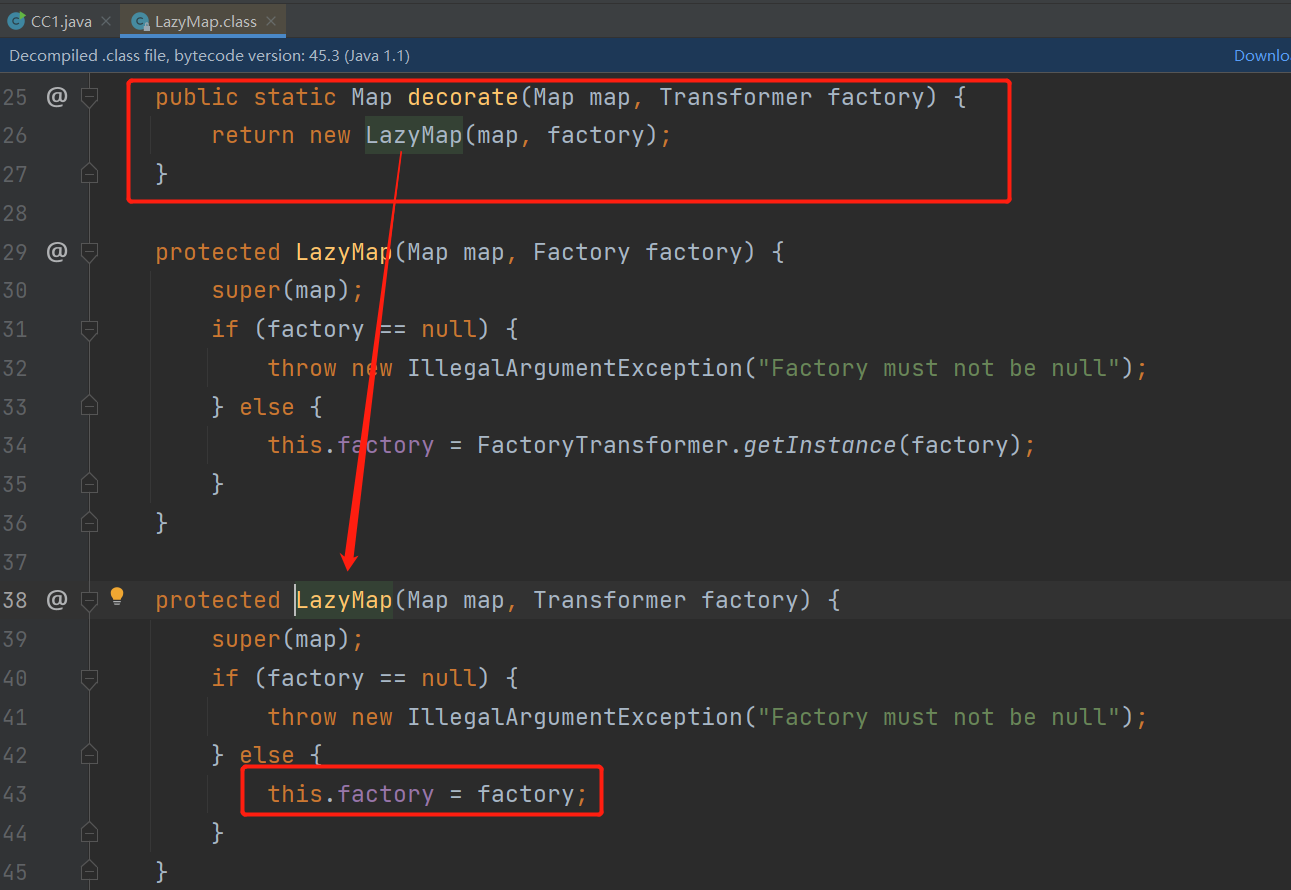 CC1.java LazyMap.class
Decompiled .class file, bytecode version: 45.3 (Java 1.1) Downlo
25 @ public static Map decorate(Map map, Transformer factory) {
26 return new LazyMap(map, factory);
27 }
28
29 @ protected LazyMap(Map map, Factory factory) {
30 super(map);
31 if (factory == null) {
32 throw new IllegalArgumentException("Factory must not be null");
33 } else {
34 this.factory = FactoryTransformer.getInstance(factory);
35 }
36 }
37
38 @ protected LazyMap(Map map, Transformer factory) {
39 super(map);
40 if (factory == null) {
41 throw new IllegalArgumentException("Factory must not be null");
42 } else {
43 this.factory = factory;
44 }
45 }